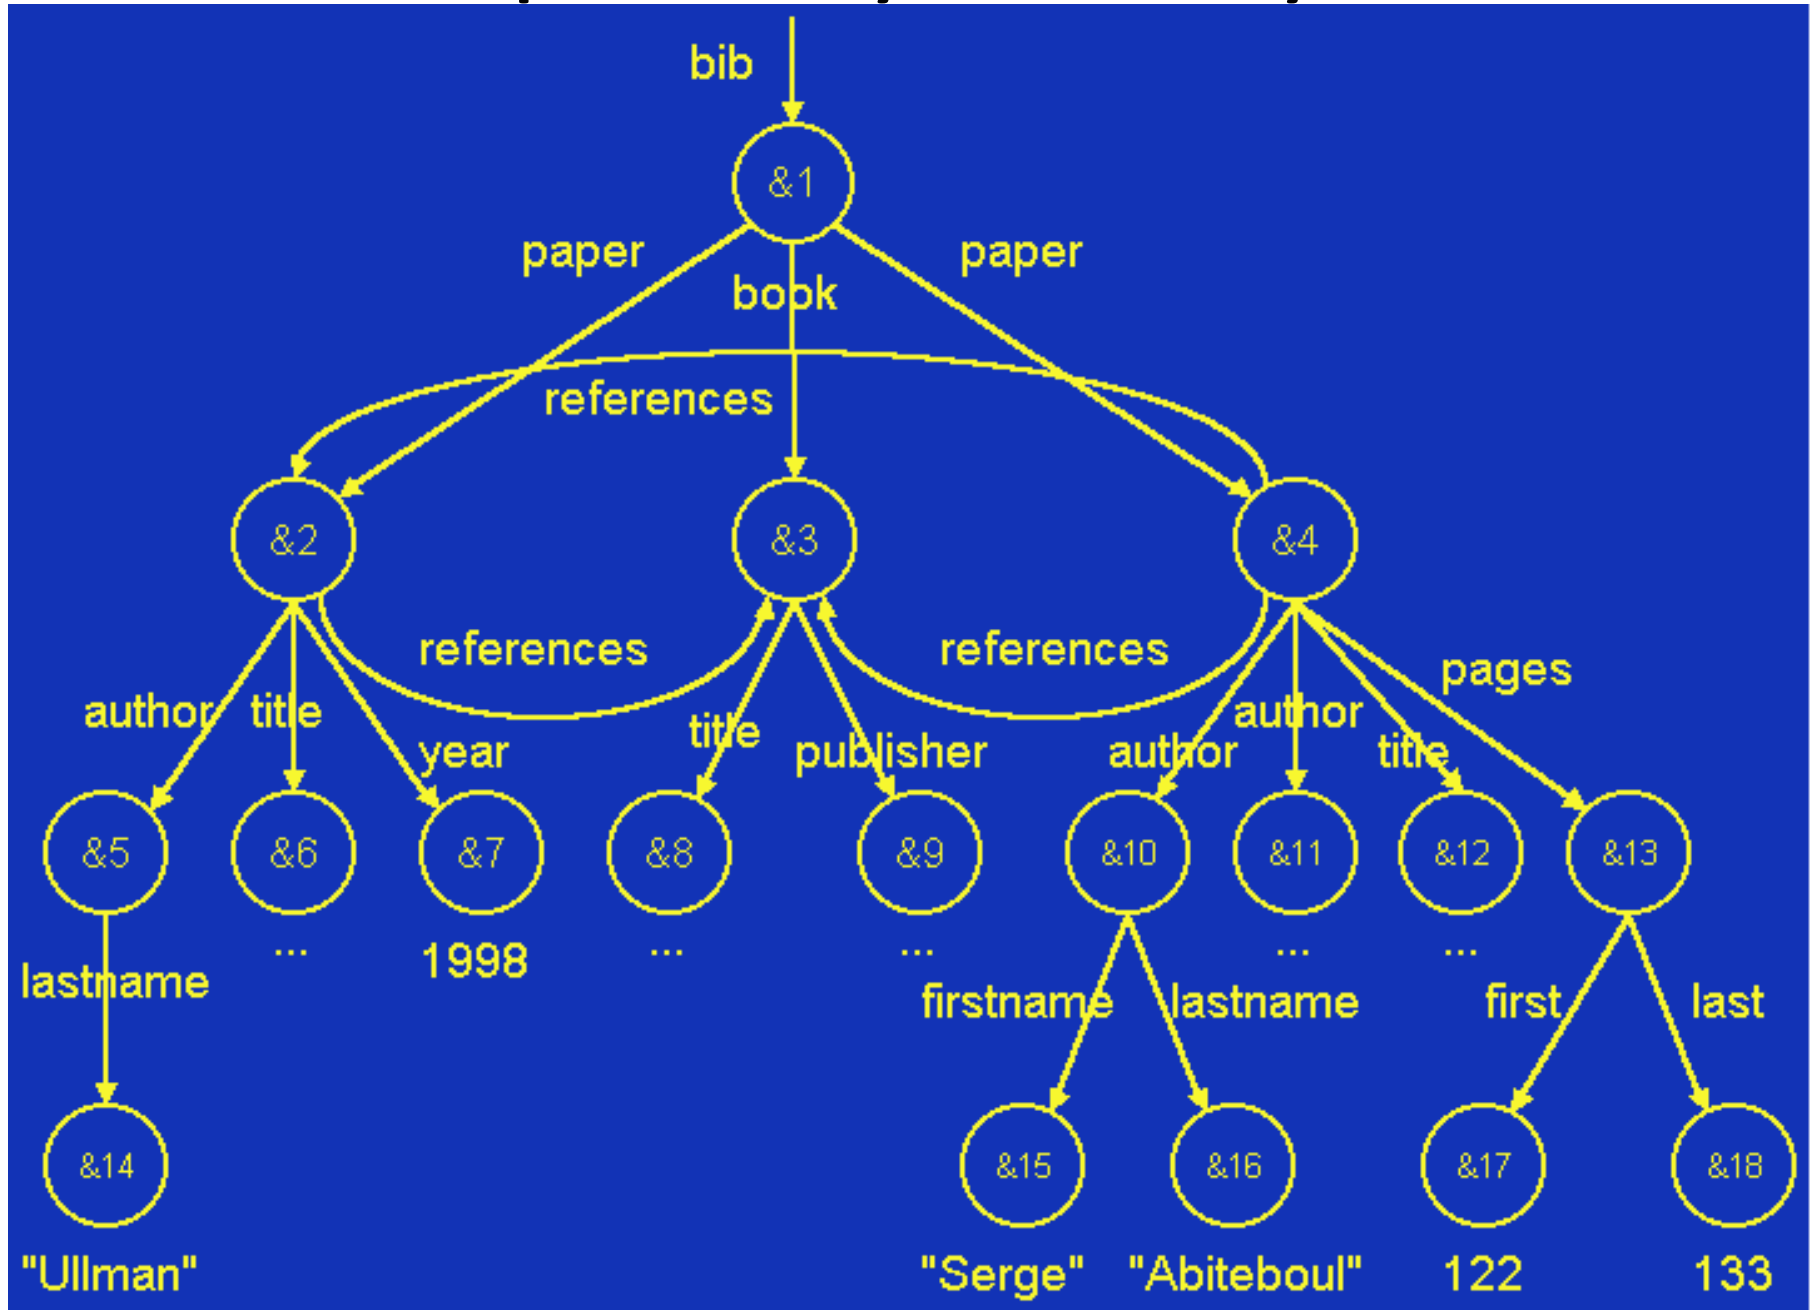 bib
&1
paper
paper
book
references
&2
&3
&4
references
references
pages
author
title
author
title
year
publisher
author
title
&5
&6
&7
&8
&9
&10
&11
&12
&13
...
1998
...
...
...
...
lastname
firstname
lastname
first
last
&14
&15
&16
&17
&18
"Ullman"
"Serge"
"Abiteboul"
122
133